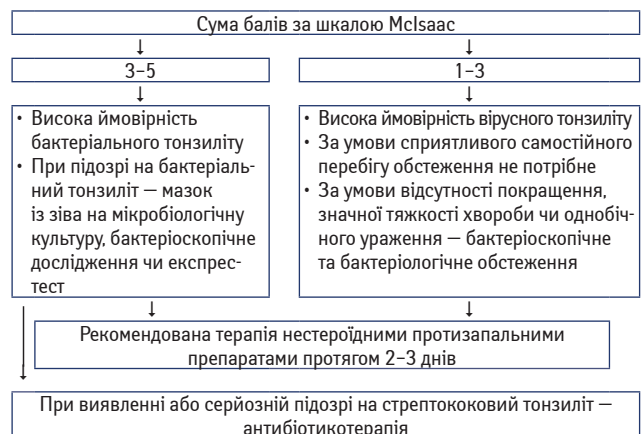 Сума балів за шкалою McIsaac
3–5
1–3
• Висока ймовірність
бактеріального тонзиліту
• При підозрі на бактеріаль-
ний тонзиліт — мазок
із зіва на мікробіологічну
культуру, бактеріоскопічне
дослідження чи експрес-
тест
• Висока ймовірність вірусного тонзиліту
• За умови сприятливого самостійного
перебігу обстеження не потрібне
• За умови відсутності покращення,
значної тяжкості хвороби чи однобіч-
ного ураження — бактеріоскопічне
та бактеріологічне обстеження
Рекомендована терапія нестероїдними протизапальними
препаратами протягом 2–3 днів
При виявленні або серйозній підозрі на стрептококовий тонзиліт —
антибіотикотерапія